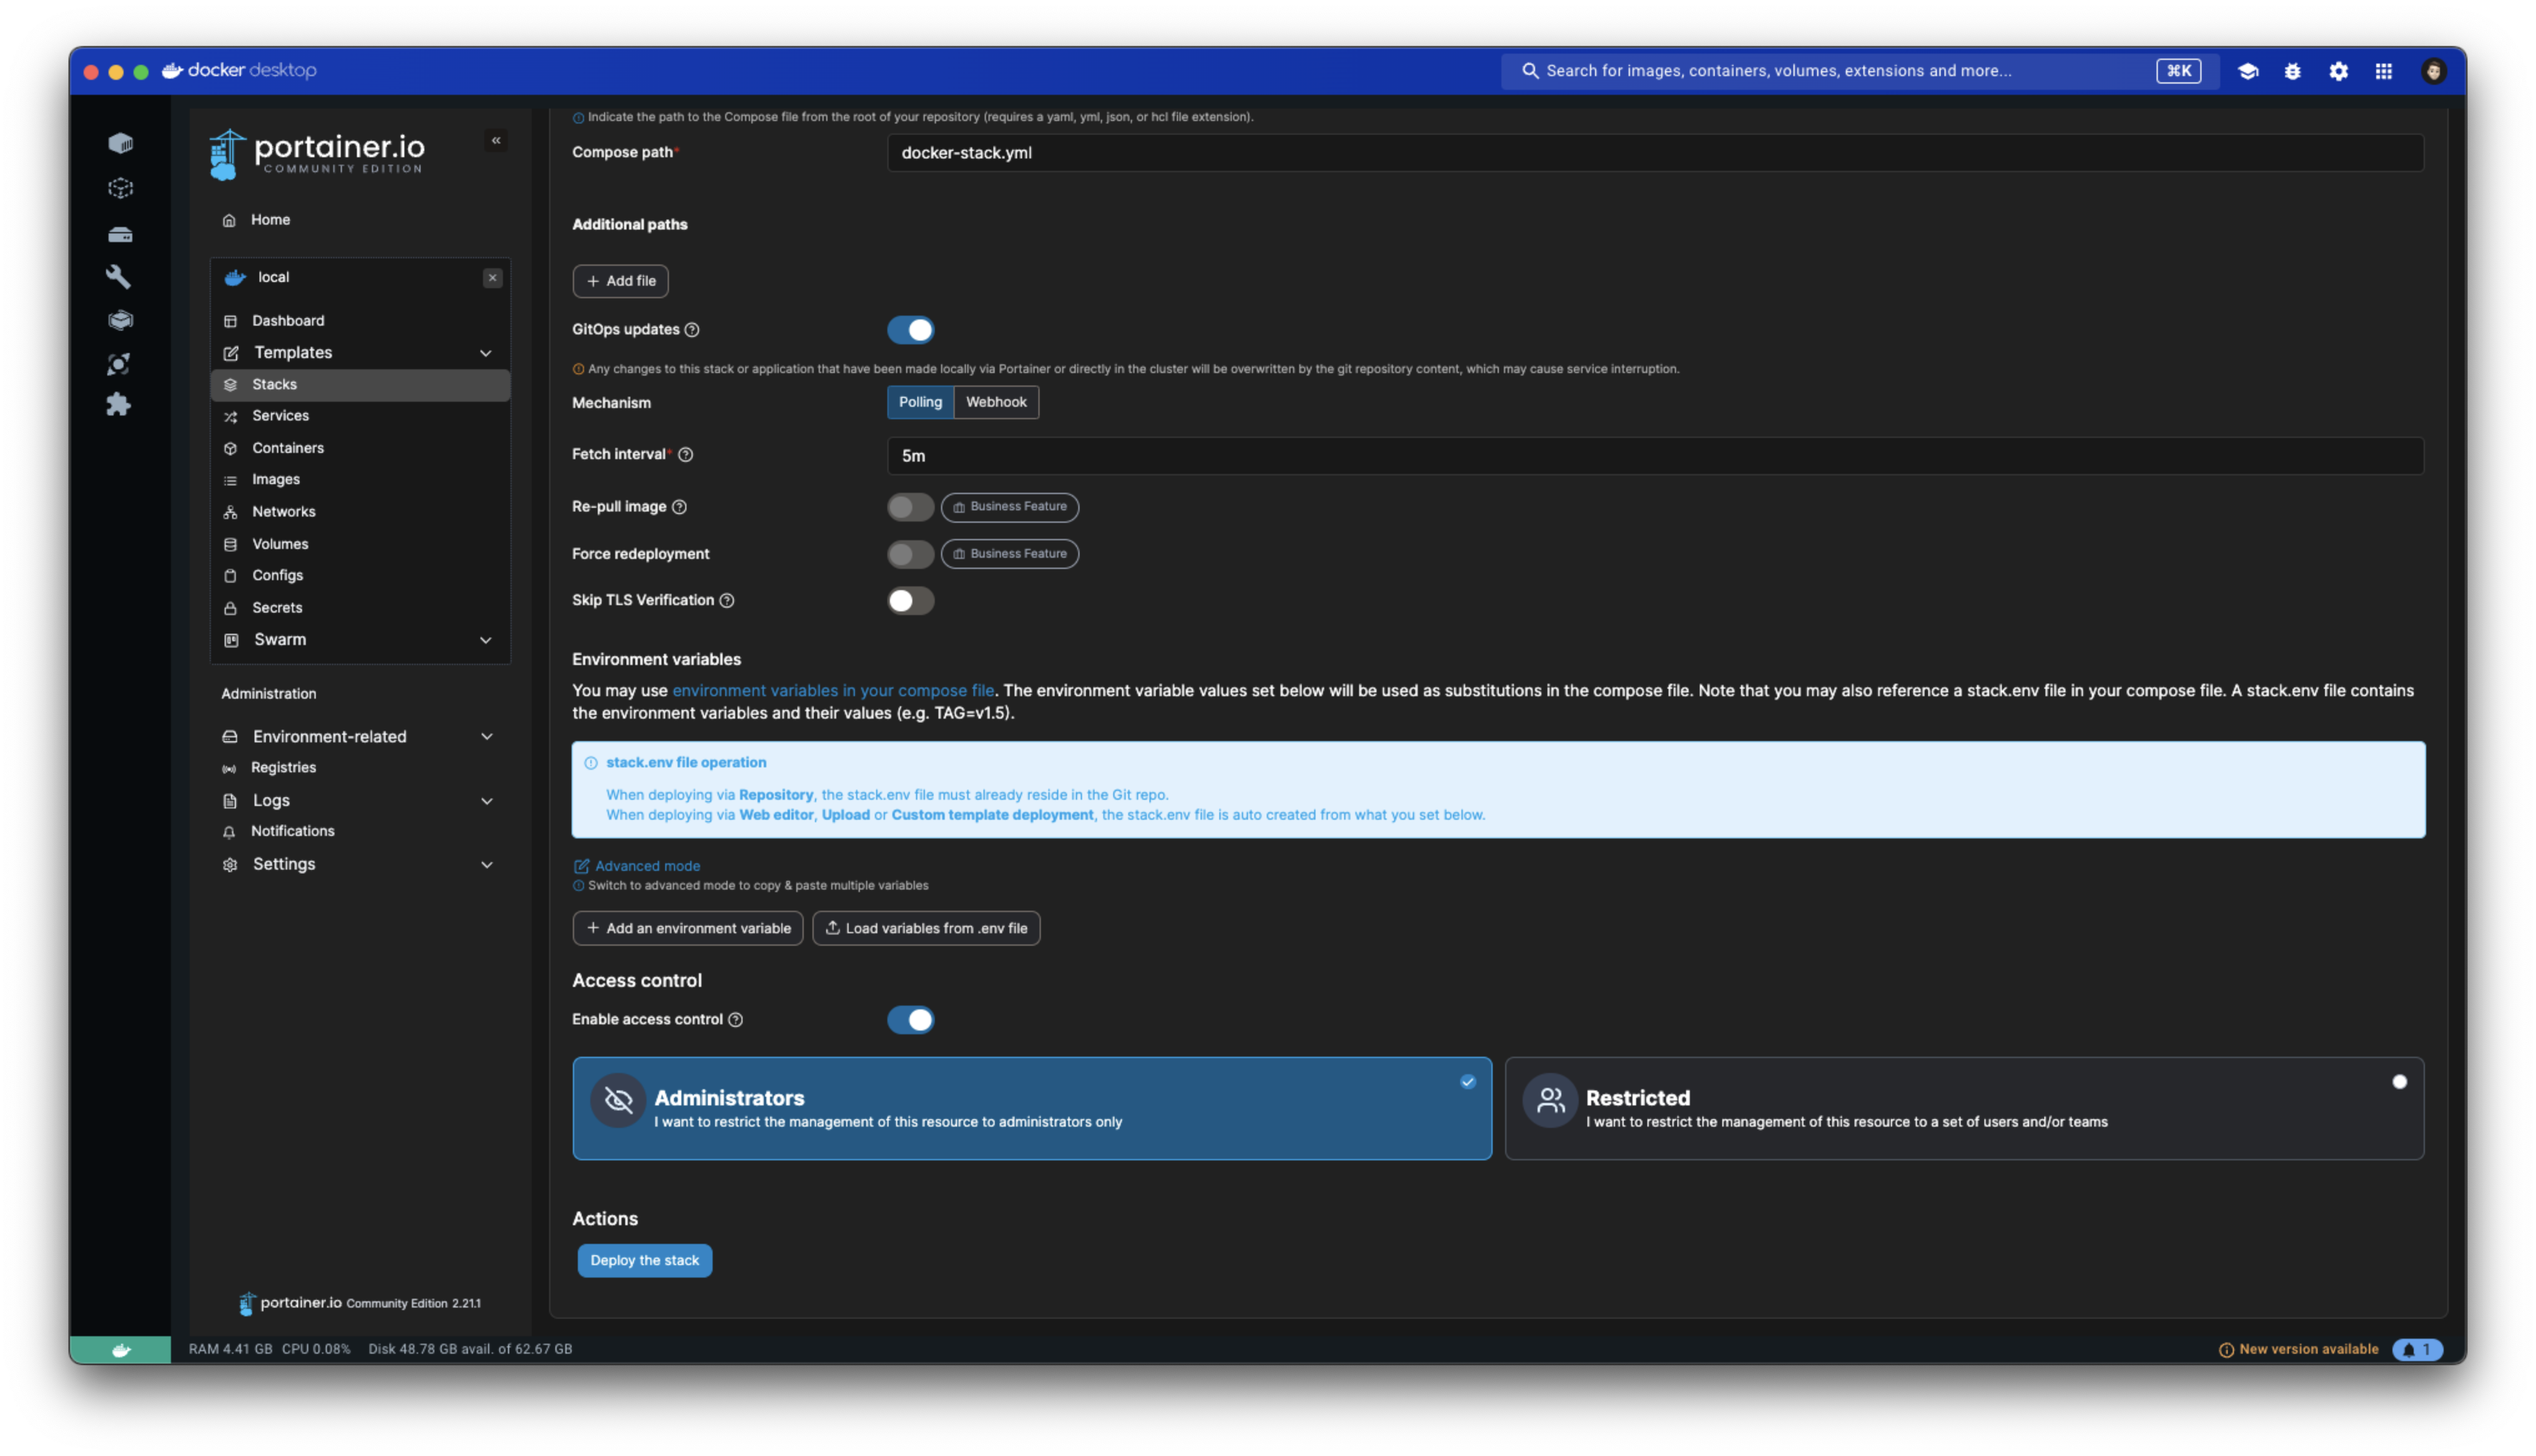 docker desktop
Search for images, containers, volumes, extensions and more...
⌘K
portainer.io
COMMUNITY EDITION
«
Home
local
Dashboard
Templates
Stacks
Services
Containers
Images
Networks
Volumes
Configs
Secrets
Swarm
Administration
Environment-related
Registries
Logs
Notifications
Settings
portainer.io Community Edition 2.21.1
Indicate the path to the Compose file from the root of your repository (requires a yaml, yml, json, or hcl file extension).
Compose path*
docker-stack.yml
Additional paths
+ Add file
GitOps updates
Any changes to this stack or application that have been made locally via Portainer or directly in the cluster will be overwritten by the git repository content, which may cause service interruption.
Mechanism
Polling
Webhook
Fetch interval*
5m
Re-pull image
Business Feature
Force redeployment
Business Feature
Skip TLS Verification
Environment variables
You may use environment variables in your compose file. The environment variable values set below will be used as substitutions in the compose file. Note that you may also reference a stack.env file in your compose file. A stack.env file contains
the environment variables and their values (e.g. TAG=v1.5).
stack.env file operation
When deploying via Repository, the stack.env file must already reside in the Git repo.
When deploying via Web editor, Upload or Custom template deployment, the stack.env file is auto created from what you set below.
Advanced mode
Switch to advanced mode to copy & paste multiple variables
+ Add an environment variable
Load variables from .env file
Access control
Enable access control
Administrators
I want to restrict the management of this resource to administrators only
Restricted
I want to restrict the management of this resource to a set of users and/or teams
Actions
Deploy the stack
RAM 4.41 GB CPU 0.08% Disk 48.78 GB avail. of 62.67 GB
New version available
1